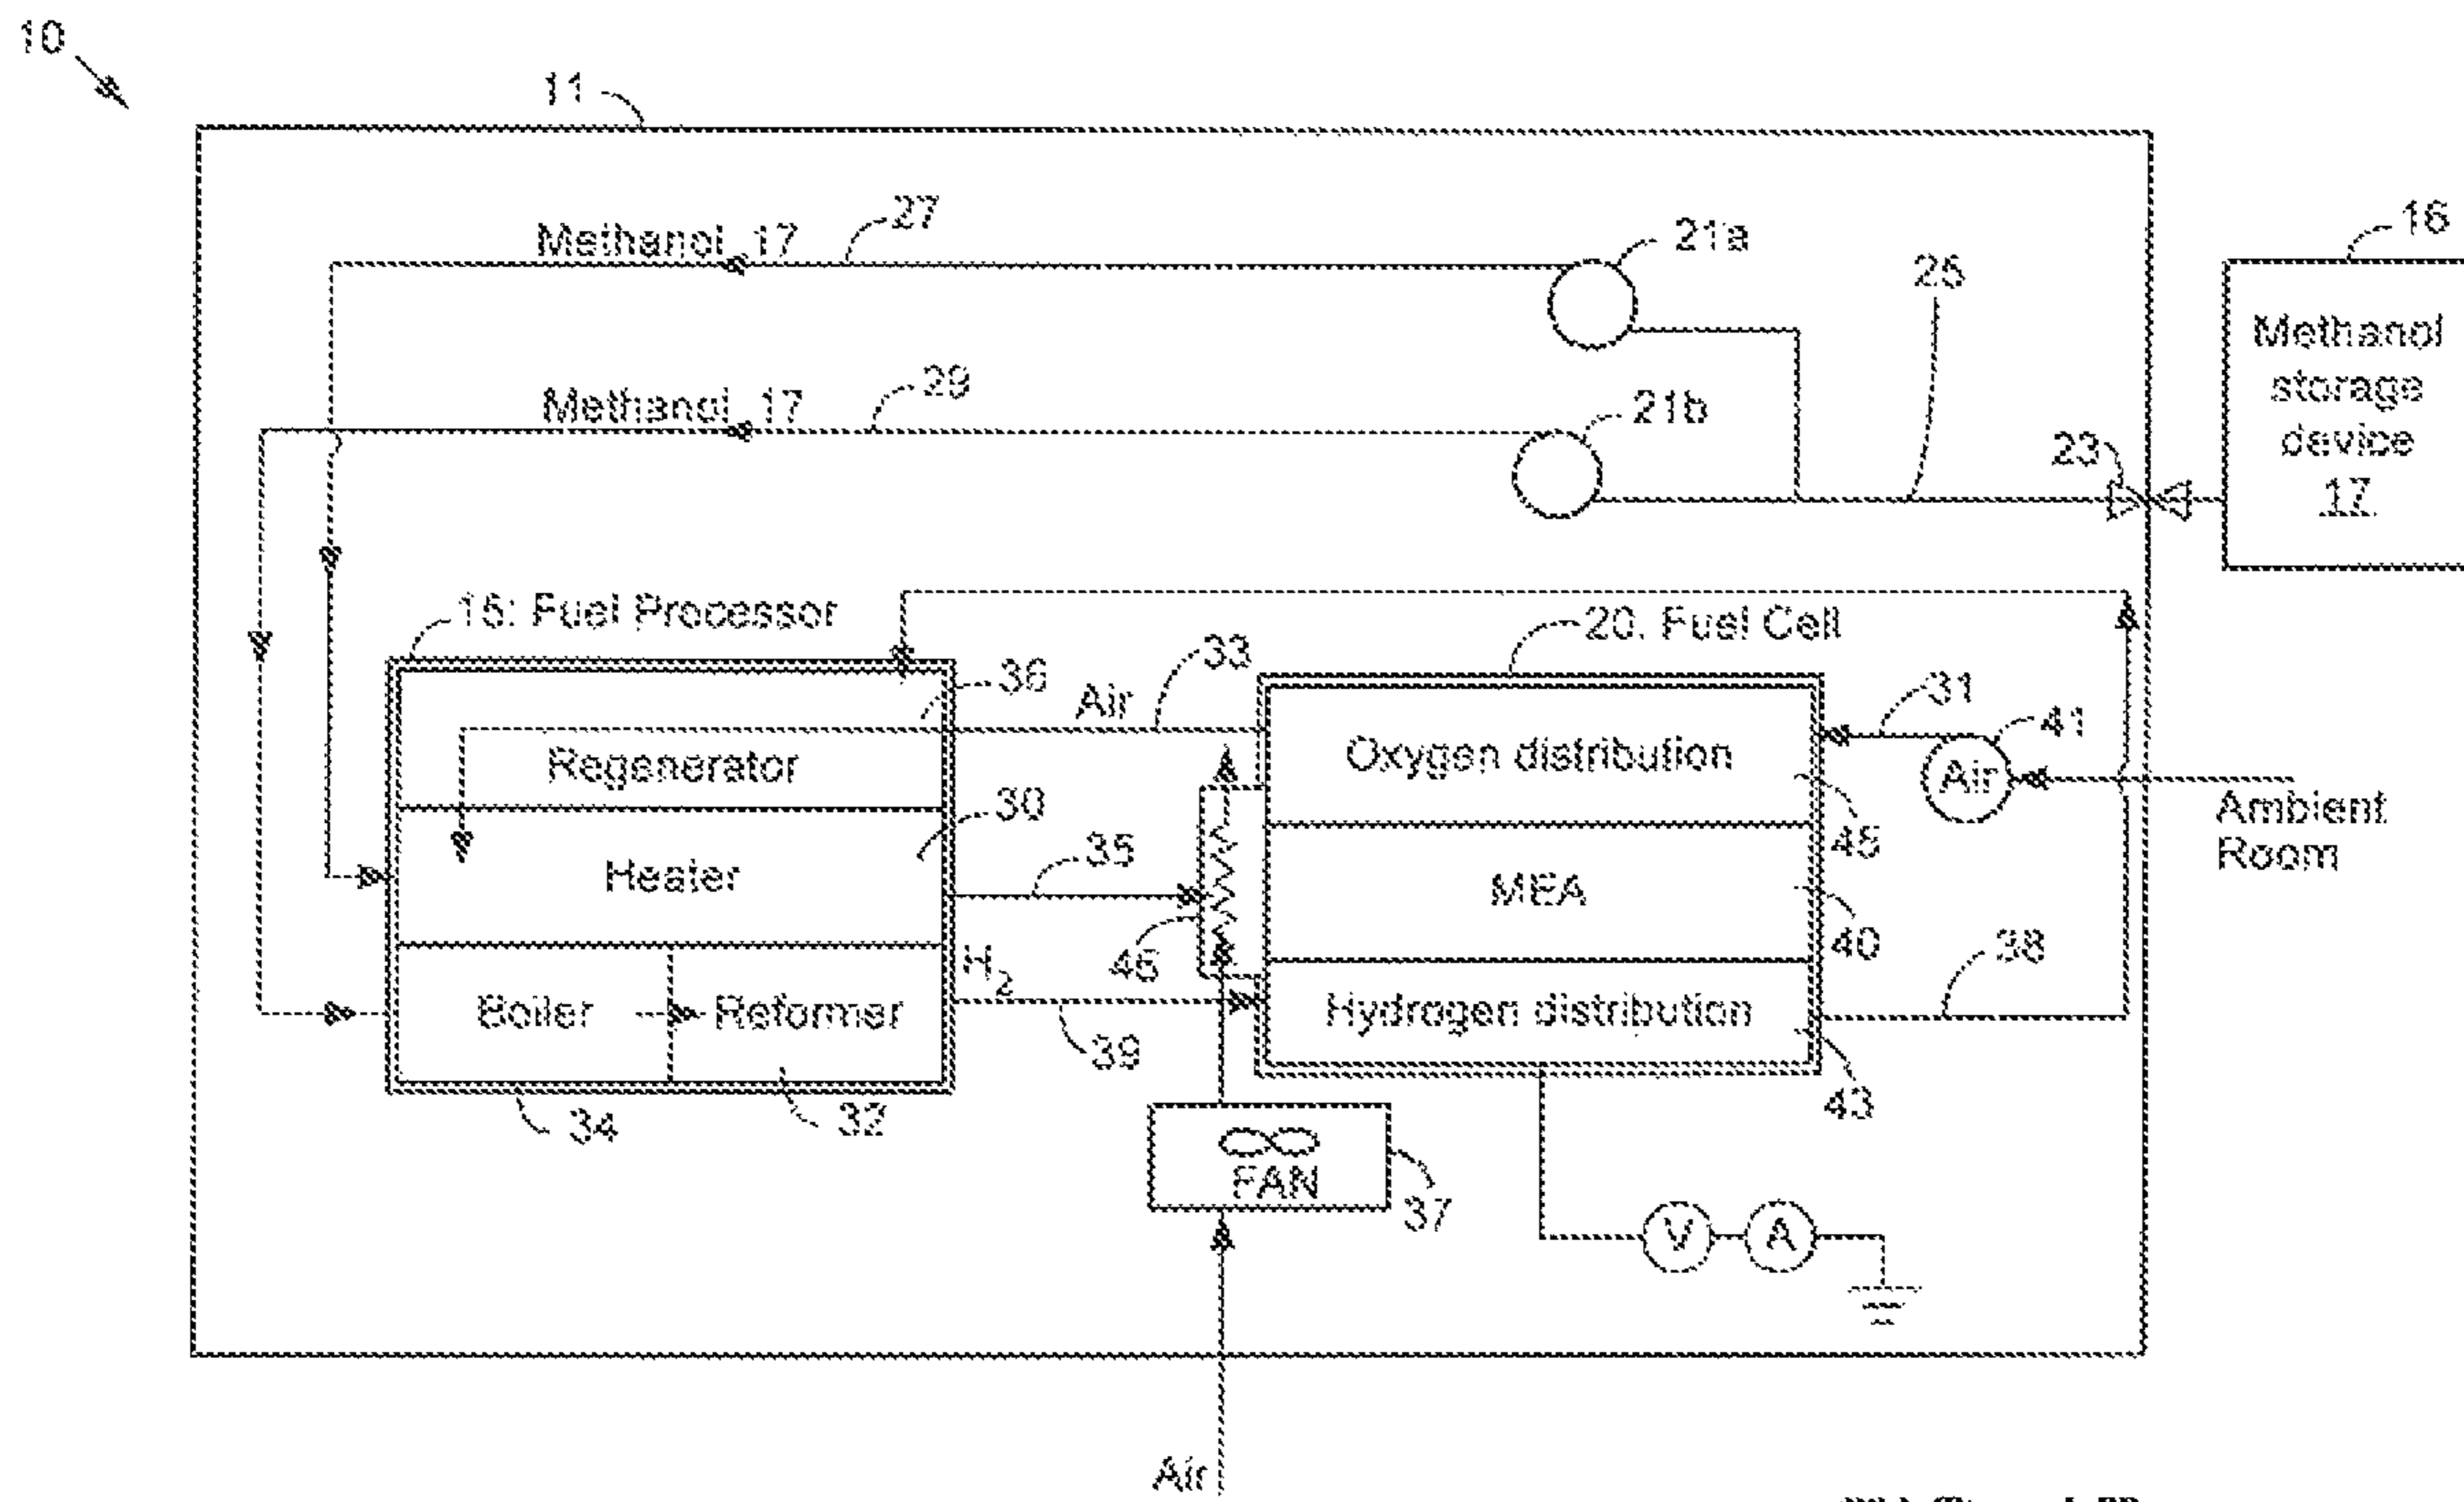 10
11
Methanol 17
27
21a
16
25
Methanol
storage
device
17
Methanol 17
29
21b
23
15: Fuel Processor
20. Fuel Cell
33
36
Air
31
41
Regenerator
Oxygen distribution
Air
Ambient
Room
30
45
Heater
35
MEA
40
46
38
H2
Boiler
Reformer
Hydrogen distribution
39
43
34
32
FAN
37
V
A
Air